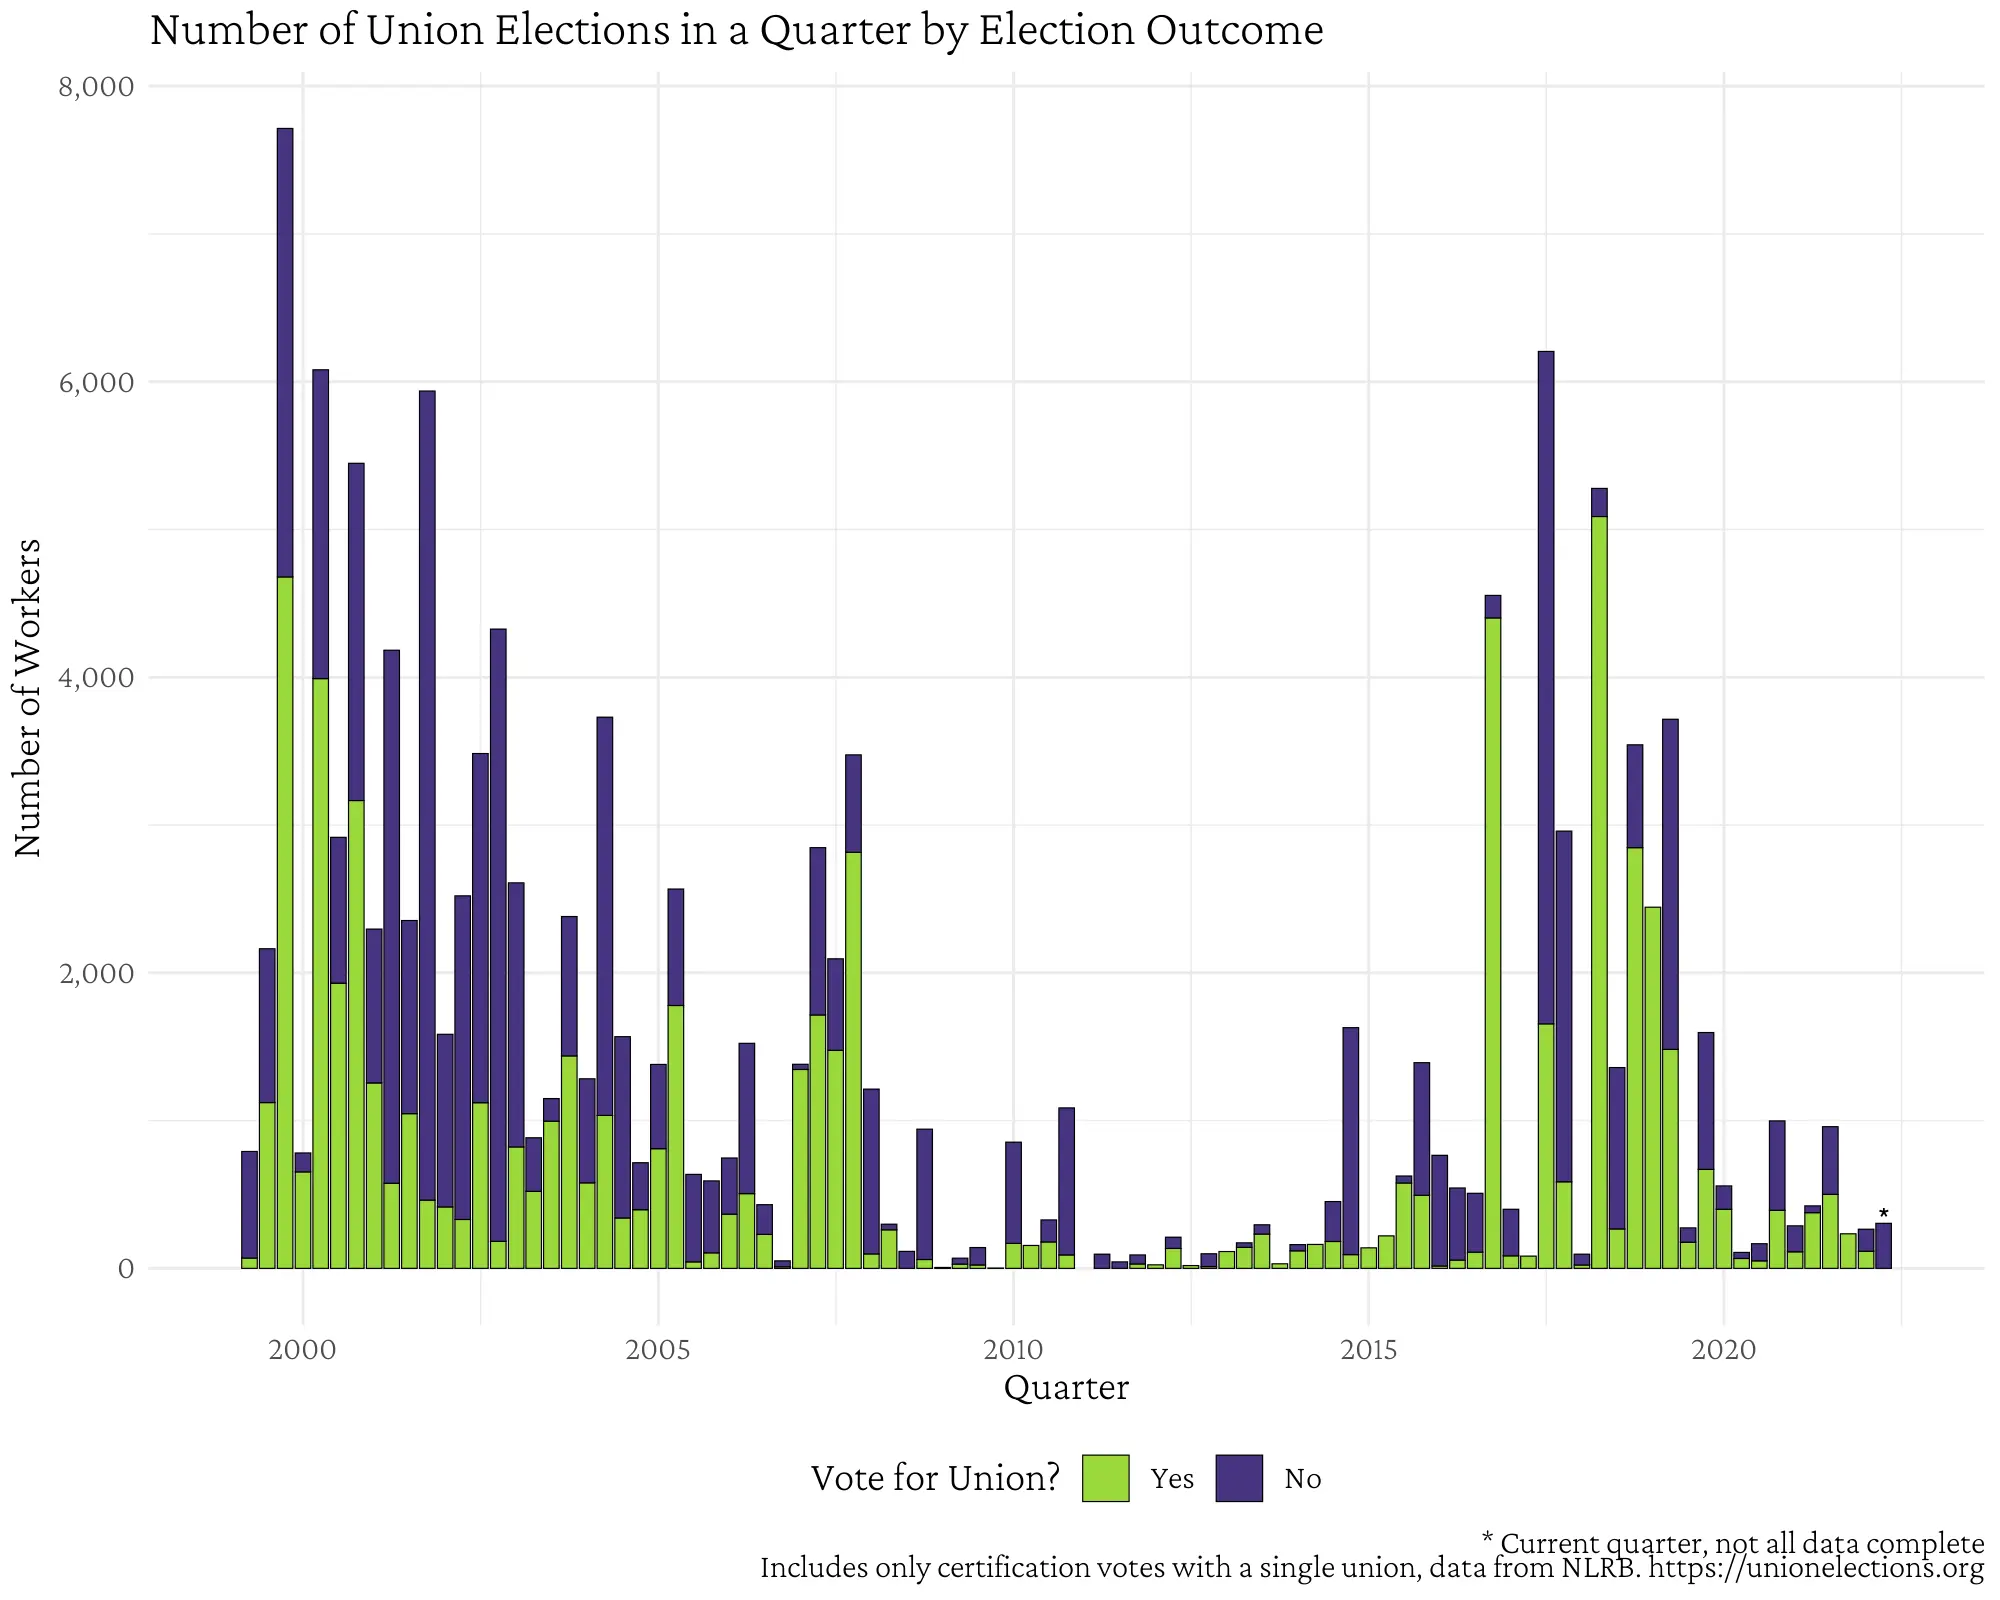 Number of Union Elections in a Quarter by Election Outcome
8,000
6,000
4,000
2,000
0
Number of Workers
*
2000 2005 2010 2015 2020
Quarter
Vote for Union? Yes No
* Current quarter, not all data complete
Includes only certification votes with a single union, data from NLRB. https://unionelections.org